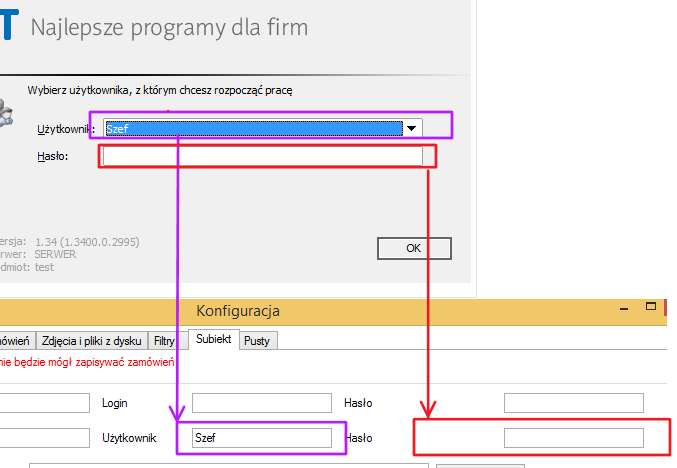 T Najlepsze programy dla firm
Wybierz użytkownika, z którym chcesz rozpocząć pracę
Użytkownik: Szef
Hasło:
ersja: 1.34 (1.3400.0.2995)
rwer: SERWER
dmiot: test
OK
Konfiguracja
nówień Zdjęcia i pliki z dysku Filtry Subiekt Pusty
nie będzie mógł zapisywać zamówień
Login Hasło
Użytkownik Szef Hasło